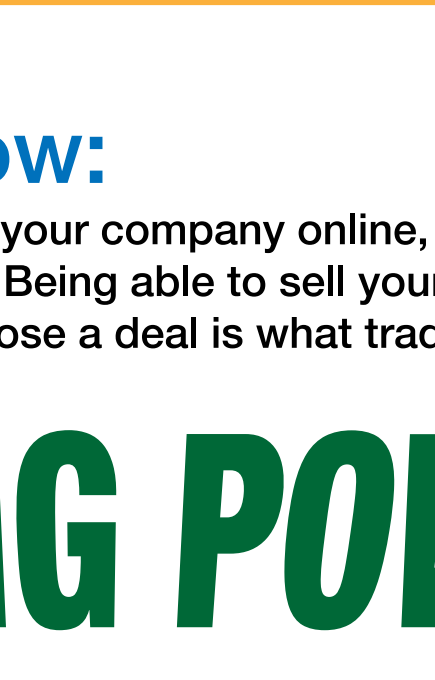 ow:
your company online,
Being able to sell your
ose a deal is what trad
AG PO